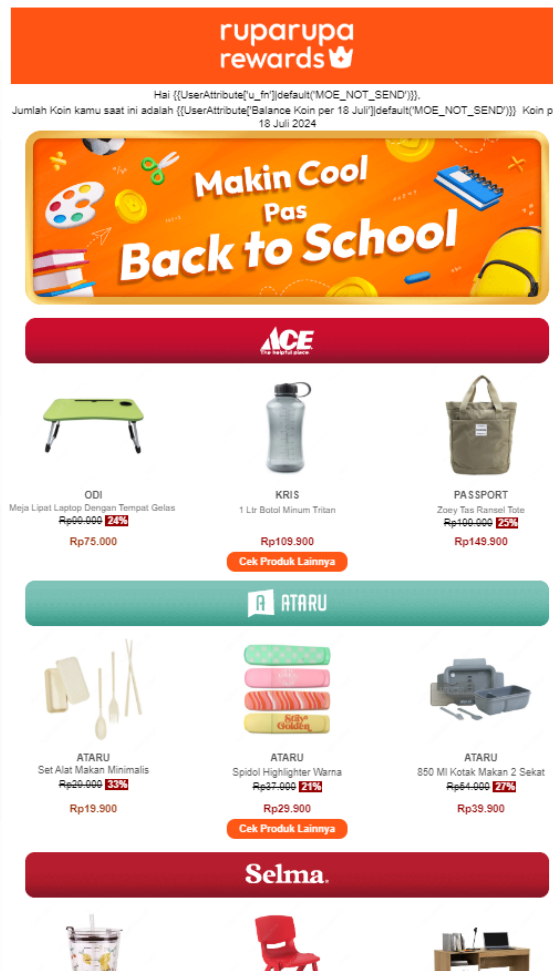 ruparupa
rewards
Hai {{UserAttribute['u_fn']|default('MOE_NOT_SEND')}},
Jumlah Koin kamu saat ini adalah {{UserAttribute['Balance Koin per 18 Juli']|default('MOE_NOT_SEND')}} Koin p
18 Juli 2024
Makin Cool
Pas
Back to School
ACE
The helpful place
ODI KRIS PASSPORT
Meja Lipat Laptop Dengan Tempat Gelas 1 Ltr Botol Minum Tritan Zoey Tas Ransel Tote
Rp99.900 24% 25%
Rp75.000 Rp109.900 Rp149.900
Cek Produk Lainnya
ATARU
Stay Golden
ATARU ATARU ATARU
Set Alat Makan Minimalis Spidol Highlighter Warna 850 Ml Kotak Makan 2 Sekat
Rp29.900 33% Rp37.900 21% Rp54.900 27%
Rp19.900 Rp29.900 Rp39.900
Cek Produk Lainnya
Selma